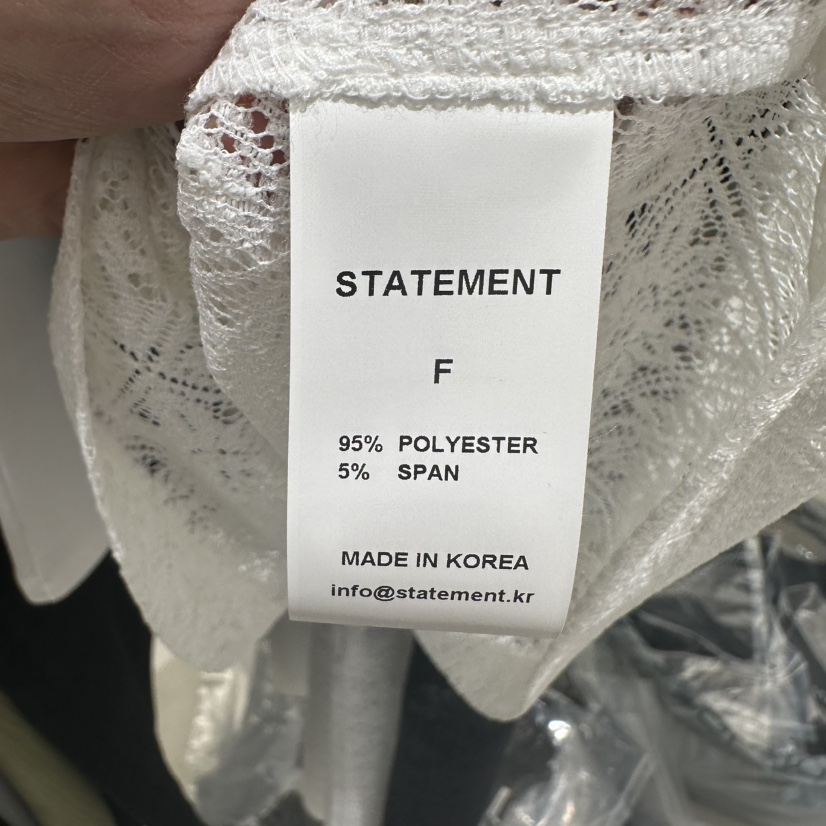 STATEMENT
F
95% POLYESTER
5% SPAN
MADE IN KOREA
info@statement.kr